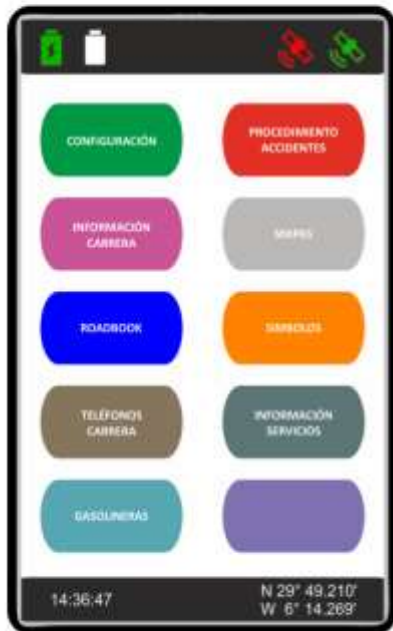 CONFIGURACIÓN
PROCEDIMIENTO
ACCIDENTES
INFORMACIÓN
CARRERA
MAPAS
ROADBOOK
SIMBOLOS
TELÉFONOS
CARRERA
INFORMACIÓN
SERVICIOS
GASOLINERAS
14:36:47
N 29° 49.210'
W 6° 14.269'